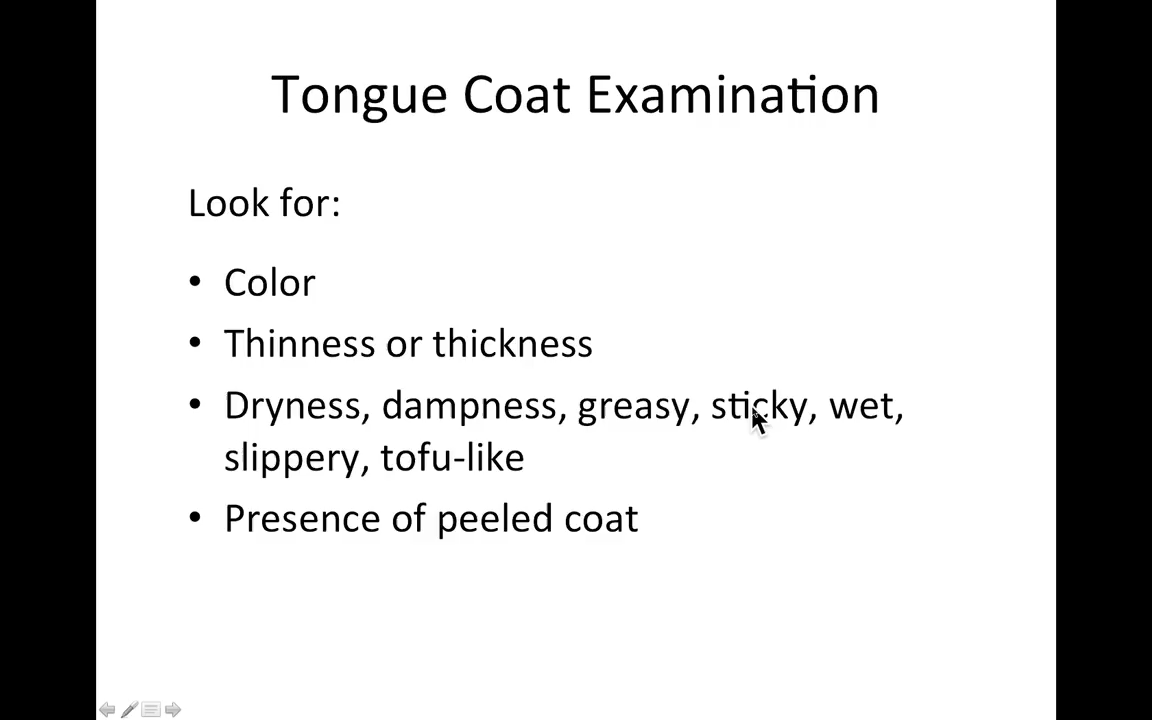 Tongue Coat Examination
Look for:
• Color
• Thinness or thickness
• Dryness, dampness, greasy, sticky, wet,
slippery, tofu-like
• Presence of peeled coat